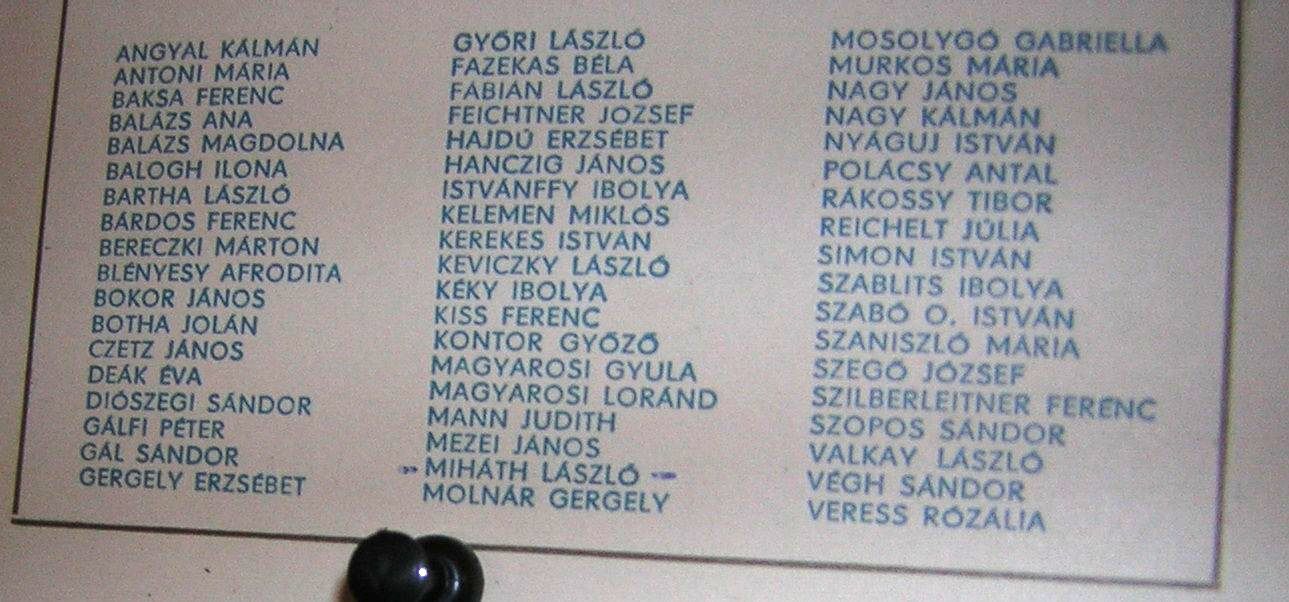 ANGYAL KÁLMÁN
ANTONI MÁRIA
BAKSA FERENC
BALÁZS ANA
BALÁZS MAGDOLNA
BALOGH ILONA
BARTHA LÁSZLÓ
BÁRDOS FERENC
BERECZKI MÁRTON
BLÉNYESY AFRODITA
BOKOR JÁNOS
BOTHA JOLÁN
CZETZ JÁNOS
DEÁK ÉVA
DIÓSZEGI SÁNDOR
GÁLFI PÉTER
GÁL SÁNDOR
GERGELY ERZSÉBET
GYŐRI LÁSZLÓ
FAZEKAS BÉLA
FÁBIÁN LÁSZLÓ
FEICHTNER JÓZSEF
HAJDÚ ERZSÉBET
HANCZIG JÁNOS
ISTVÁNFFY IBOLYA
KELEMEN MIKLÓS
KEREKES ISTVÁN
KEVICZKY LÁSZLÓ
KÉKY IBOLYA
KISS FERENC
KONTOR GYŐZŐ
MAGYAROSI GYULA
MAGYAROSI LORÁND
MANN JUDITH
MEZEI JÁNOS
- MIHÁTH LÁSZLÓ -
MOLNÁR GERGELY
MOSOLYGÓ GABRIELLA
MURKOS MÁRIA
NAGY JÁNOS
NAGY KÁLMÁN
NYÁGUJ ISTVÁN
POLÁCSY ANTAL
RÁKOSSY TIBOR
REICHELT JÚLIA
SIMON ISTVÁN
SZABLITS IBOLYA
SZABÓ O. ISTVÁN
SZANISZLÓ MÁRIA
SZEGŐ JÓZSEF
SZILBERLEITNER FERENC
SZOPOS SÁNDOR
VALKAY LÁSZLÓ
VÉGH SÁNDOR
VERESS RÓZÁLIA